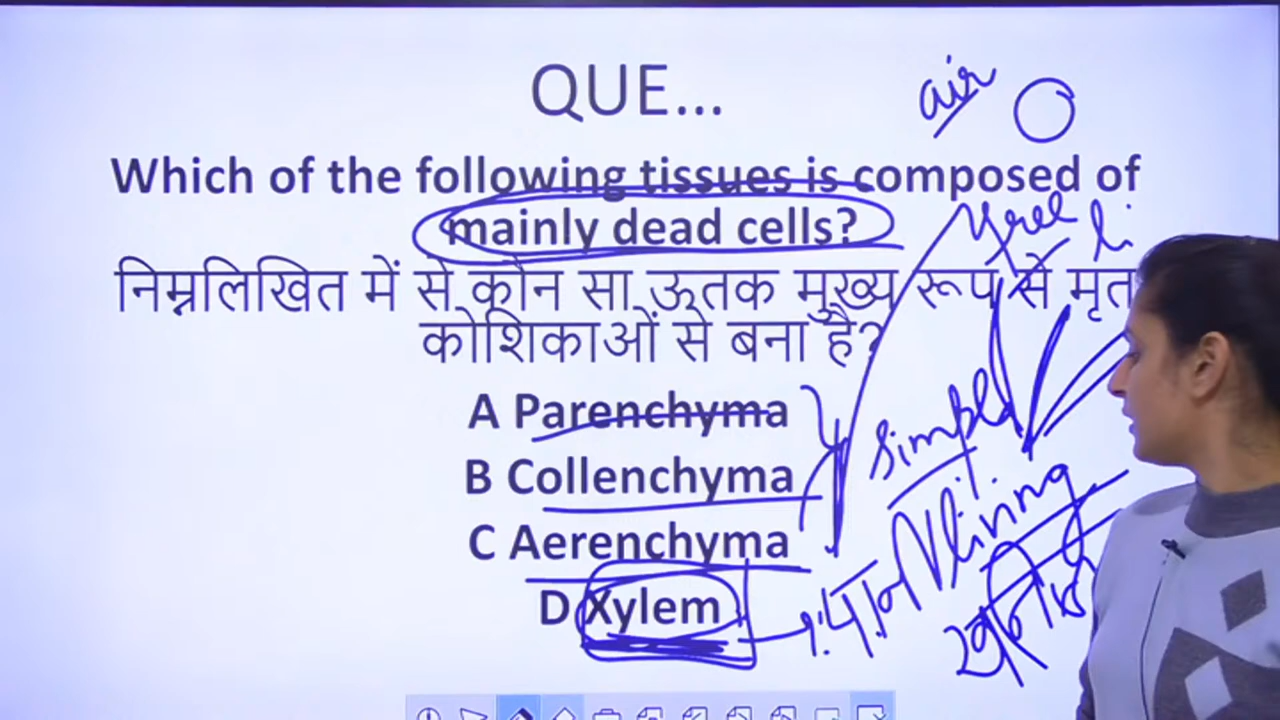 QUE...
air
Which of the following tissues is composed of
mainly dead cells?
निम्नलिखित में से कौन सा ऊतक मुख्य रूप से मृत
कोशिकाओं से बना है?
A Parenchyma
B Collenchyma
C Aerenchyma
D Xylem
simple
living